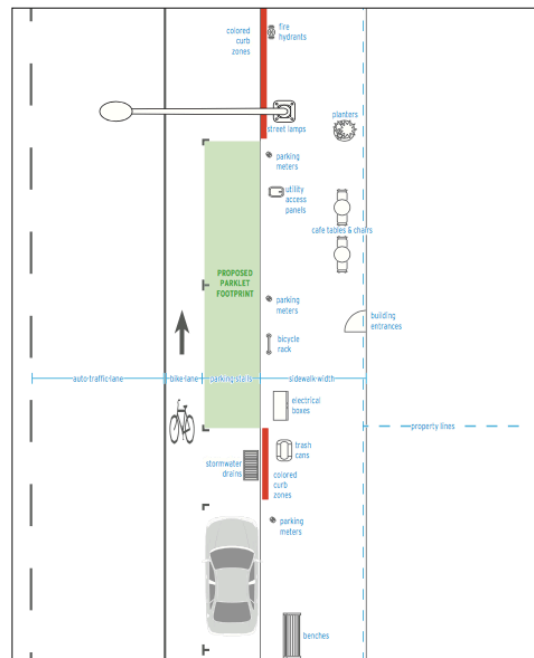 colored
curb
zones
fire
hydrants
street lamps
planters
parking
meters
utility
access
panels
cafe tables & chairs
PROPOSED
PARKLET
FOOTPRINT
parking
meters
building
entrances
bicycle
rack
auto traffic lane
bike lane
parking stalls
sidewalk width
electrical
boxes
property lines
trash
cans
stormwater
drains
colored
curb
zones
parking
meters
benches